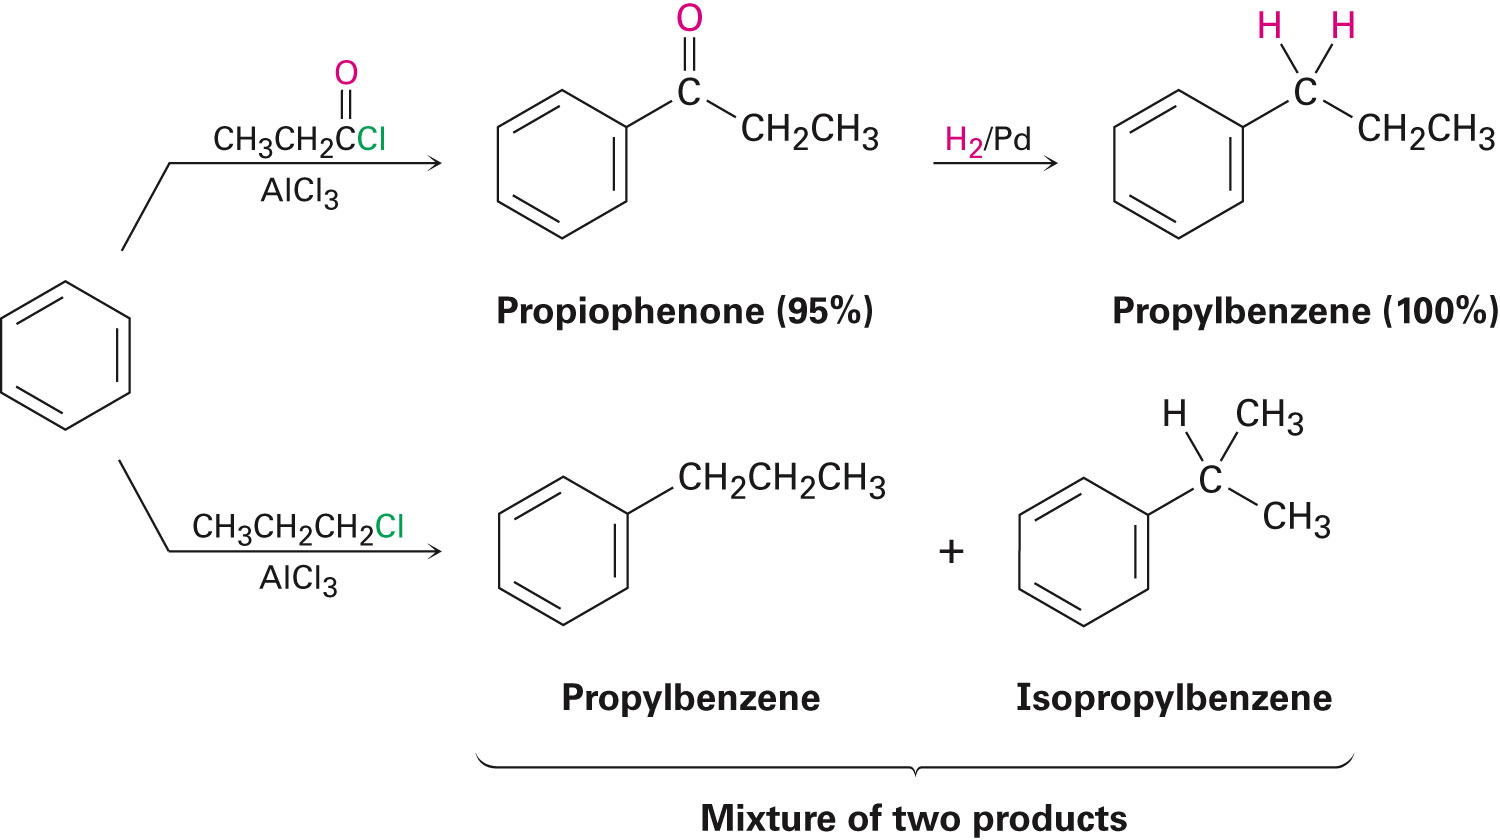 O
CH3CH2CCl
AlCl3
O
C
CH2CH3
H2/Pd
H H
C
CH2CH3
Propiophenone (95%)
Propylbenzene (100%)
CH3CH2CH2Cl
AlCl3
CH2CH2CH3
+
H CH3
C
CH3
Propylbenzene
Isopropylbenzene
Mixture of two products